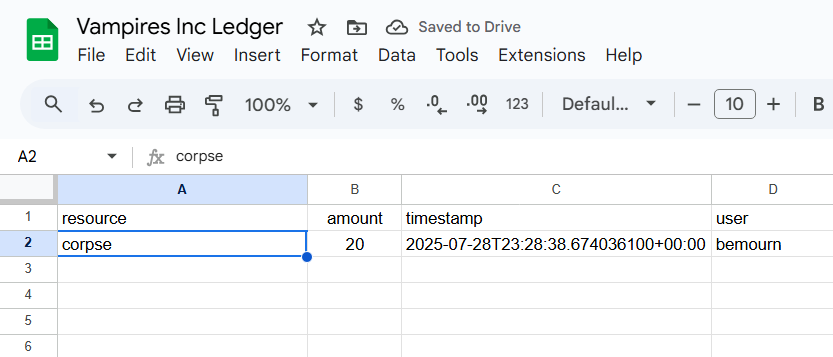 Vampires Inc Ledger Saved to Drive
File Edit View Insert Format Data Tools Extensions Help
100% $ % .0 .00 123 Defaul... − 10 + B
A2 fx corpse
A B C D
1 resource amount timestamp user
2 corpse 20 2025-07-28T23:28:38.674036100+00:00 bemourn
3
4
5
6